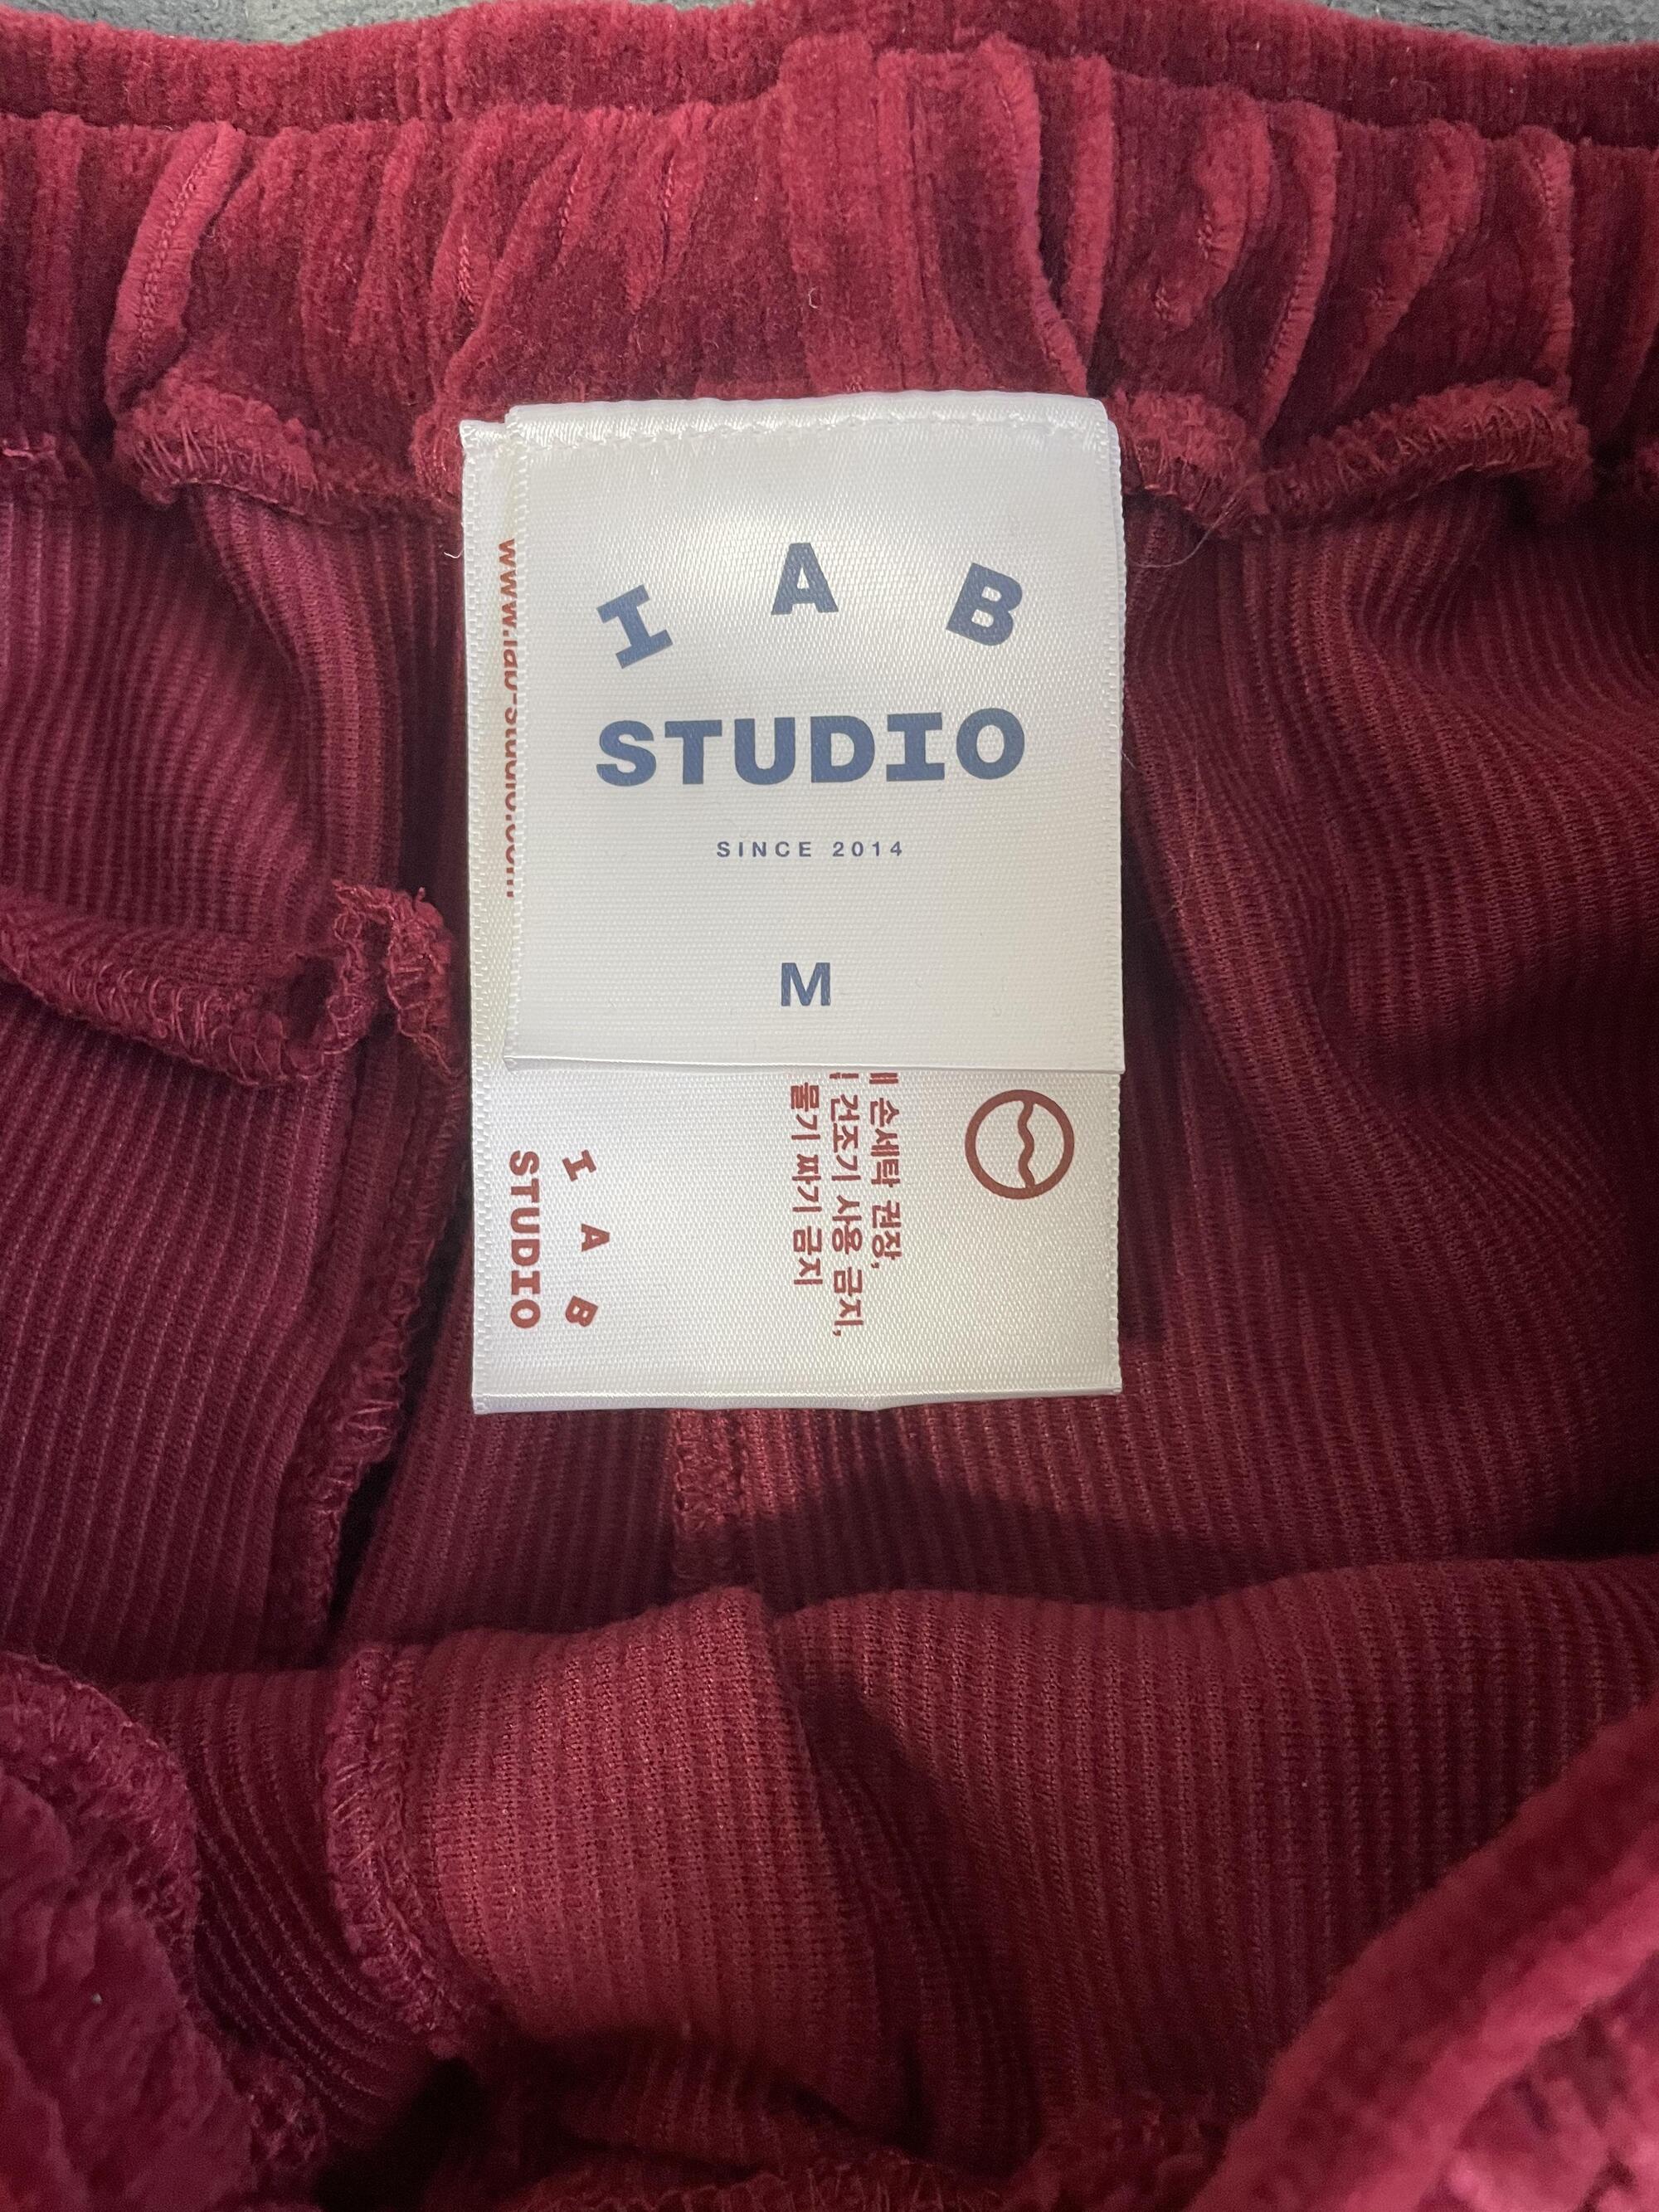 I A B
STUDIO
SINCE 2014
M
www.iab-studio.com
손세탁 권장,
건조기 사용 금지,
물기 짜기 금지
I A B
STUDIO